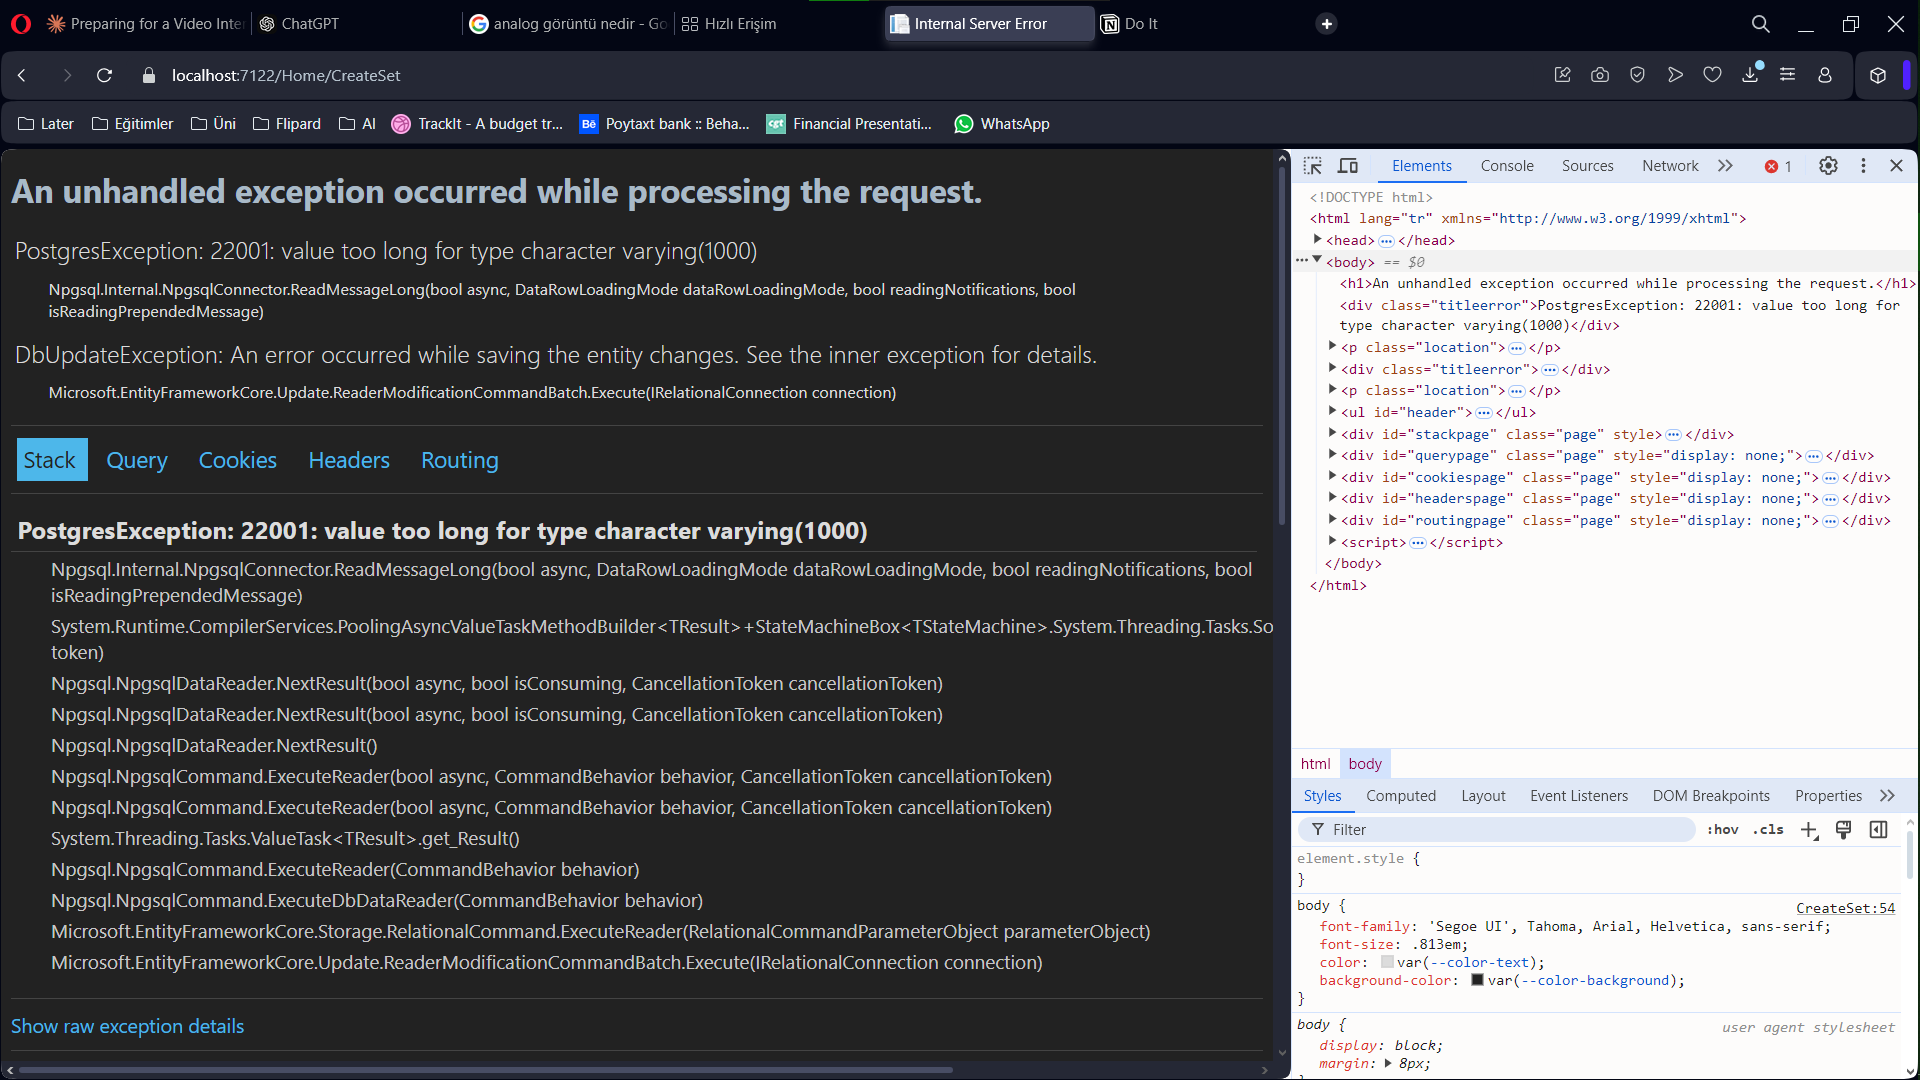 Preparing for a Video Inter
ChatGPT
analog görüntü nedir - Go
Hızlı Erişim
Internal Server Error
Do It
localhost:7122/Home/CreateSet
Later
Eğitimler
Üni
Flipard
AI
TrackIt - A budget tr...
Bē
Poytaxt bank :: Beha...
cgt
Financial Presentati...
WhatsApp
An unhandled exception occurred while processing the request.
PostgresException: 22001: value too long for type character varying(1000)
Npgsql.Internal.NpgsqlConnector.ReadMessageLong(bool async, DataRowLoadingMode dataRowLoadingMode, bool readingNotifications, bool
isReadingPrependedMessage)
DbUpdateException: An error occurred while saving the entity changes. See the inner exception for details.
Microsoft.EntityFrameworkCore.Update.ReaderModificationCommandBatch.Execute(IRelationalConnection connection)
Stack Query Cookies Headers Routing
PostgresException: 22001: value too long for type character varying(1000)
Npgsql.Internal.NpgsqlConnector.ReadMessageLong(bool async, DataRowLoadingMode dataRowLoadingMode, bool readingNotifications, bool
isReadingPrependedMessage)
System.Runtime.CompilerServices.PoolingAsyncValueTaskMethodBuilder<TResult>+StateMachineBox<TStateMachine>.System.Threading.Tasks.So
token)
Npgsql.NpgsqlDataReader.NextResult(bool async, bool isConsuming, CancellationToken cancellationToken)
Npgsql.NpgsqlDataReader.NextResult(bool async, bool isConsuming, CancellationToken cancellationToken)
Npgsql.NpgsqlDataReader.NextResult()
Npgsql.NpgsqlCommand.ExecuteReader(bool async, CommandBehavior behavior, CancellationToken cancellationToken)
Npgsql.NpgsqlCommand.ExecuteReader(bool async, CommandBehavior behavior, CancellationToken cancellationToken)
System.Threading.Tasks.ValueTask<TResult>.get_Result()
Npgsql.NpgsqlCommand.ExecuteReader(CommandBehavior behavior)
Npgsql.NpgsqlCommand.ExecuteDbDataReader(CommandBehavior behavior)
Microsoft.EntityFrameworkCore.Storage.RelationalCommand.ExecuteReader(RelationalCommandParameterObject parameterObject)
Microsoft.EntityFrameworkCore.Update.ReaderModificationCommandBatch.Execute(IRelationalConnection connection)
Show raw exception details
Elements Console Sources Network 1
<!DOCTYPE html>
<html lang="tr" xmlns="http://www.w3.org/1999/xhtml">
<head>…</head>
<body> == $0
<h1>An unhandled exception occurred while processing the request.</h1>
<div class="titleerror">PostgresException: 22001: value too long for
type character varying(1000)</div>
<p class="location">…</p>
<div class="titleerror">…</div>
<p class="location">…</p>
<ul id="header">…</ul>
<div id="stackpage" class="page" style>…</div>
<div id="querypage" class="page" style="display: none;">…</div>
<div id="cookiespage" class="page" style="display: none;">…</div>
<div id="headerspage" class="page" style="display: none;">…</div>
<div id="routingpage" class="page" style="display: none;">…</div>
<script>…</script>
</body>
</html>
html body
Styles Computed Layout Event Listeners DOM Breakpoints Properties
Filter :hov .cls
element.style {
}
body { CreateSet:54
font-family: 'Segoe UI', Tahoma, Arial, Helvetica, sans-serif;
font-size: .813em;
color: var(--color-text);
background-color: var(--color-background);
}
body { user agent stylesheet
display: block;
margin: 8px;
}